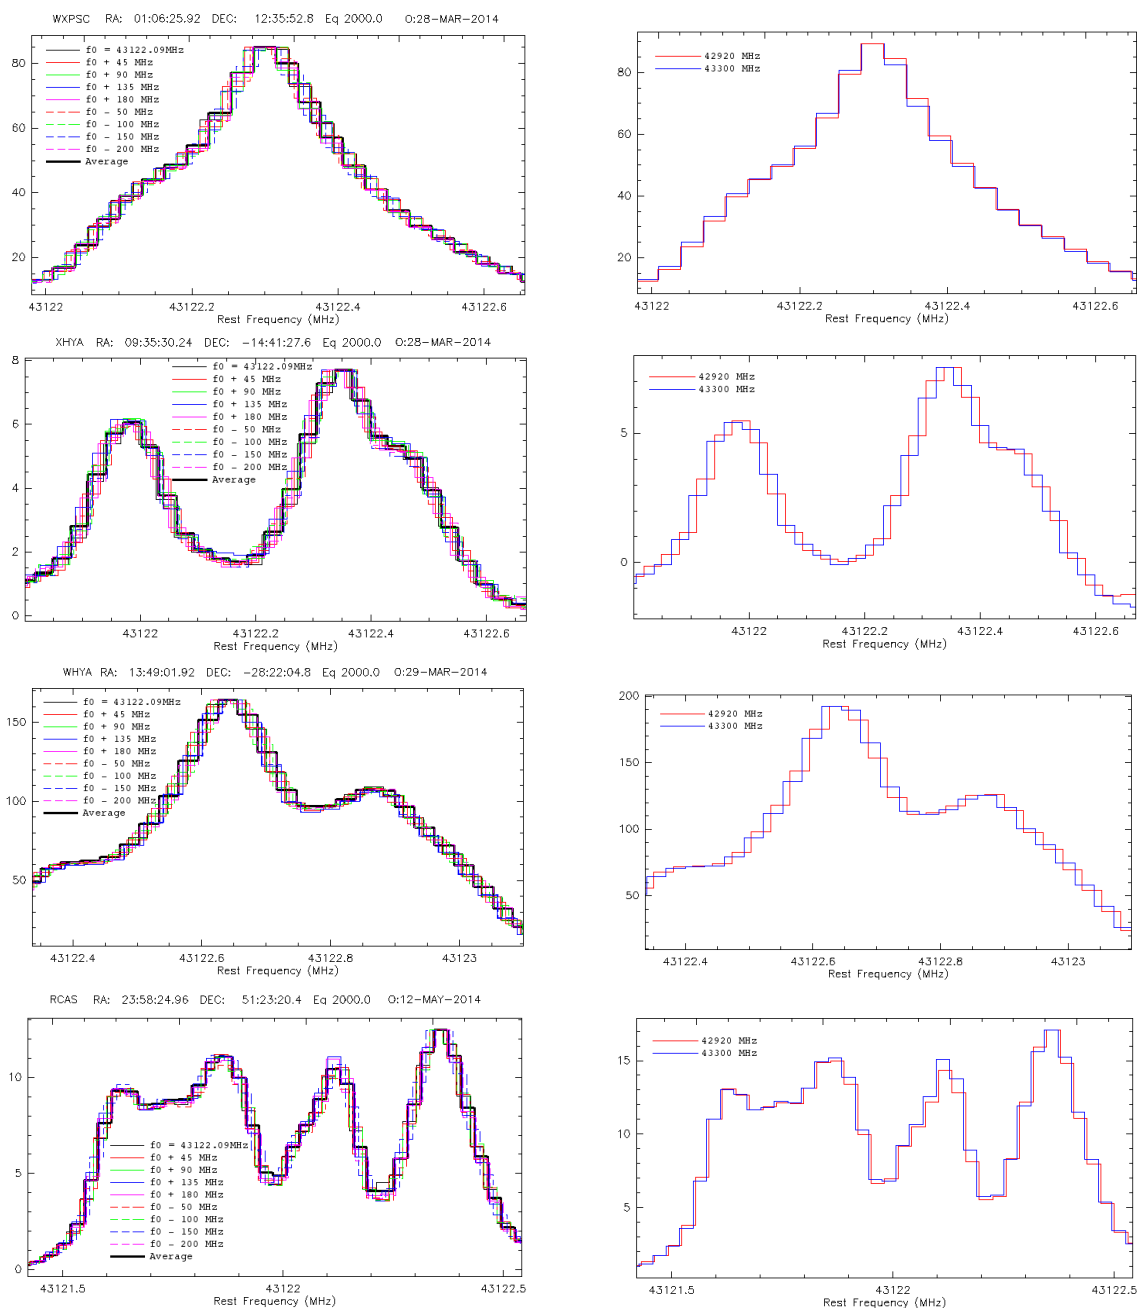 WXPSC RA: 01:06:25.92 DEC: 12:35:52.8 Eq 2000.0 O:28-MAR-2014
f0 = 43122.09MHz
f0 + 45 MHz
f0 + 90 MHz
f0 + 135 MHz
f0 + 180 MHz
f0 - 50 MHz
f0 - 100 MHz
f0 - 150 MHz
f0 - 200 MHz
Average
80
60
40
20
43122 43122.2 43122.4 43122.6
Rest Frequency (MHz)
42920 MHz
43300 MHz
80
60
40
20
43122 43122.2 43122.4 43122.6
Rest Frequency (MHz)
XHYA RA: 09:35:30.24 DEC: -14:41:27.6 Eq 2000.0 O:28-MAR-2014
f0 = 43122.09MHz
f0 + 45 MHz
f0 + 90 MHz
f0 + 135 MHz
f0 + 180 MHz
f0 - 50 MHz
f0 - 100 MHz
f0 - 150 MHz
f0 - 200 MHz
Average
8
6
4
2
0
43122 43122.2 43122.4 43122.6
Rest Frequency (MHz)
42920 MHz
43300 MHz
5
0
43122 43122.2 43122.4 43122.6
Rest Frequency (MHz)
WHYA RA: 13:49:01.92 DEC: -28:22:04.8 Eq 2000.0 O:29-MAR-2014
f0 = 43122.09MHz
f0 + 45 MHz
f0 + 90 MHz
f0 + 135 MHz
f0 + 180 MHz
f0 - 50 MHz
f0 - 100 MHz
f0 - 150 MHz
f0 - 200 MHz
Average
150
100
50
43122.4 43122.6 43122.8 43123
Rest Frequency (MHz)
42920 MHz
43300 MHz
200
150
100
50
43122.4 43122.6 43122.8 43123
Rest Frequency (MHz)
RCAS RA: 23:58:24.96 DEC: 51:23:20.4 Eq 2000.0 O:12-MAY-2014
10
5
0
f0 = 43122.09MHz
f0 + 45 MHz
f0 + 90 MHz
f0 + 135 MHz
f0 + 180 MHz
f0 - 50 MHz
f0 - 100 MHz
f0 - 150 MHz
f0 - 200 MHz
Average
43121.5 43122 43122.5
Rest Frequency (MHz)
42920 MHz
43300 MHz
15
10
5
43121.5 43122 43122.5
Rest Frequency (MHz)